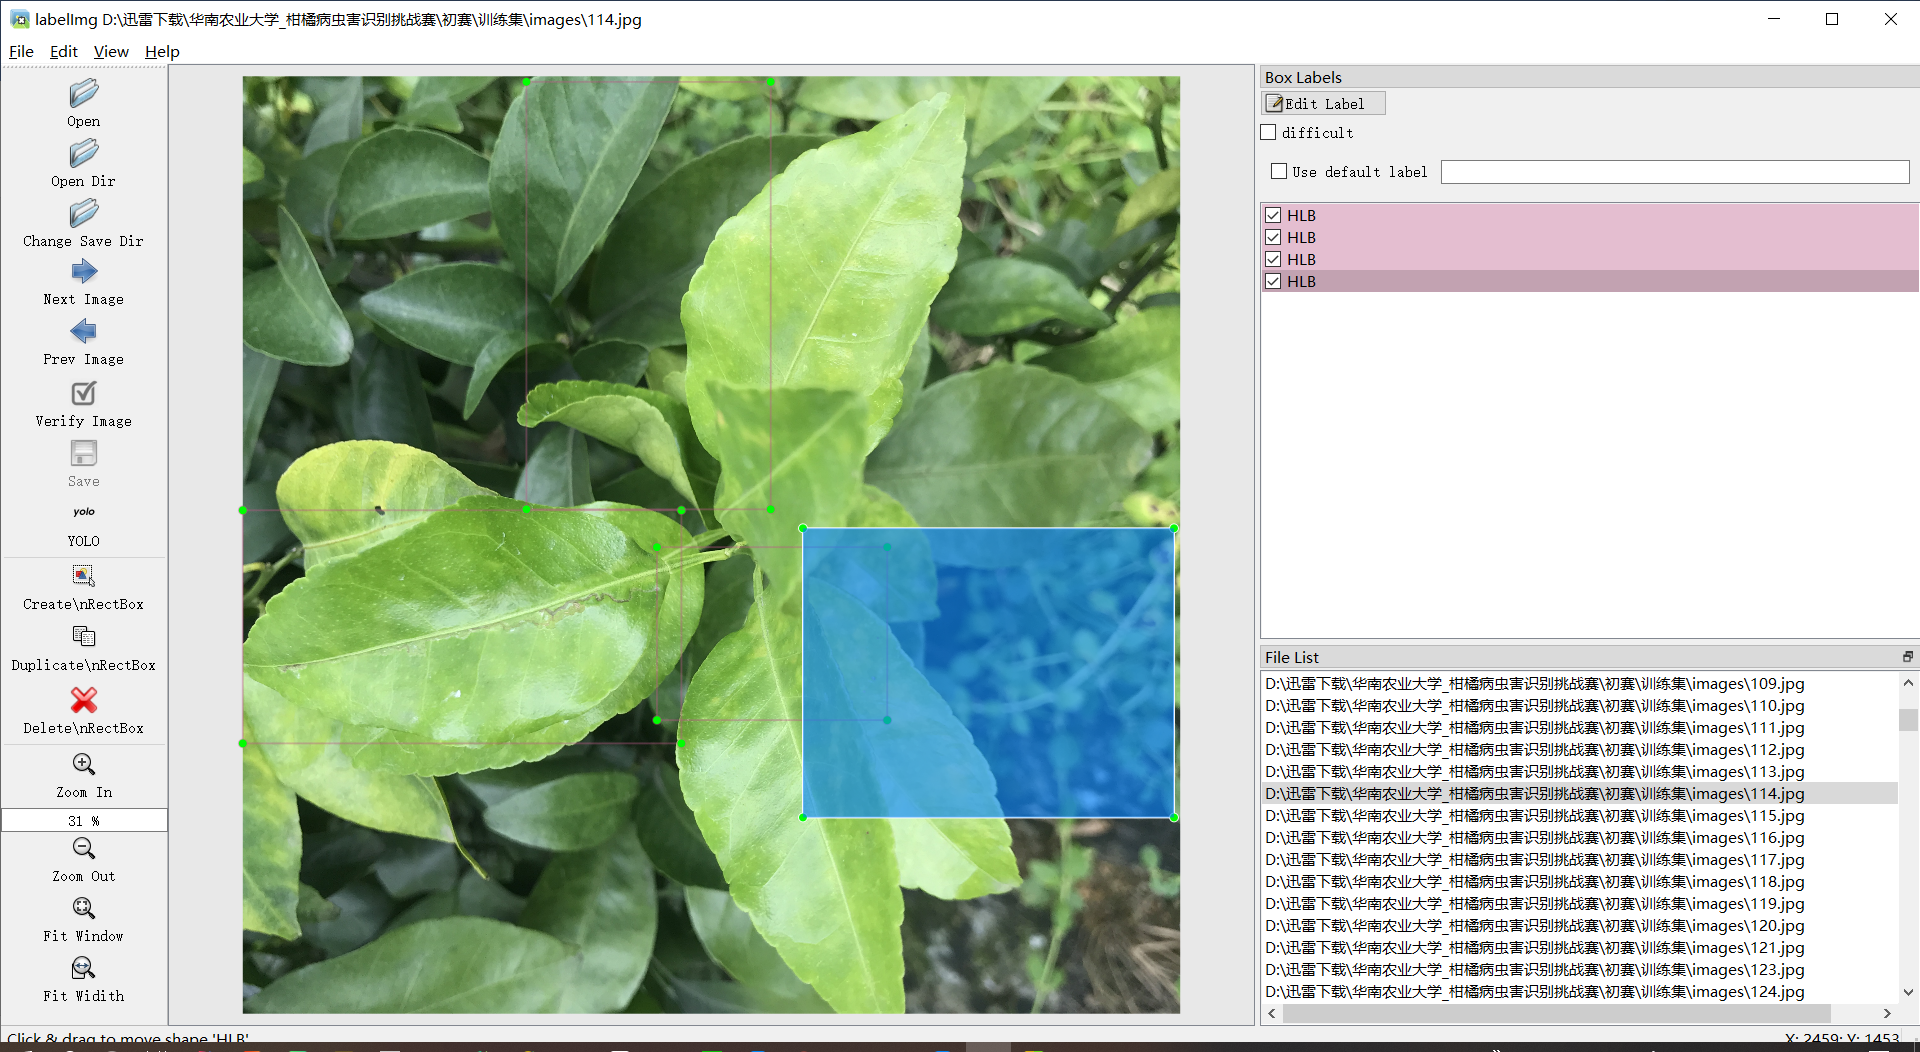 labelImg D:\迅雷下载\华南农业大学_柑橘病虫害识别挑战赛\初赛\训练集\images\114.jpg
File Edit View Help
Open
Open Dir
Change Save Dir
Next Image
Prev Image
Verify Image
Save
yolo
YOLO
Create\nRectBox
Duplicate\nRectBox
Delete\nRectBox
Zoom In
31 %
Zoom Out
Fit Window
Fit Widith
Box Labels
Edit Label
difficult
Use default label
HLB
HLB
HLB
HLB
File List
D:\迅雷下载\华南农业大学_柑橘病虫害识别挑战赛\初赛\训练集\images\109.jpg
D:\迅雷下载\华南农业大学_柑橘病虫害识别挑战赛\初赛\训练集\images\110.jpg
D:\迅雷下载\华南农业大学_柑橘病虫害识别挑战赛\初赛\训练集\images\111.jpg
D:\迅雷下载\华南农业大学_柑橘病虫害识别挑战赛\初赛\训练集\images\112.jpg
D:\迅雷下载\华南农业大学_柑橘病虫害识别挑战赛\初赛\训练集\images\113.jpg
D:\迅雷下载\华南农业大学_柑橘病虫害识别挑战赛\初赛\训练集\images\114.jpg
D:\迅雷下载\华南农业大学_柑橘病虫害识别挑战赛\初赛\训练集\images\115.jpg
D:\迅雷下载\华南农业大学_柑橘病虫害识别挑战赛\初赛\训练集\images\116.jpg
D:\迅雷下载\华南农业大学_柑橘病虫害识别挑战赛\初赛\训练集\images\117.jpg
D:\迅雷下载\华南农业大学_柑橘病虫害识别挑战赛\初赛\训练集\images\118.jpg
D:\迅雷下载\华南农业大学_柑橘病虫害识别挑战赛\初赛\训练集\images\119.jpg
D:\迅雷下载\华南农业大学_柑橘病虫害识别挑战赛\初赛\训练集\images\120.jpg
D:\迅雷下载\华南农业大学_柑橘病虫害识别挑战赛\初赛\训练集\images\121.jpg
D:\迅雷下载\华南农业大学_柑橘病虫害识别挑战赛\初赛\训练集\images\123.jpg
D:\迅雷下载\华南农业大学_柑橘病虫害识别挑战赛\初赛\训练集\images\124.jpg
Click & drag to move shape 'HLB'
X: 2459; Y: 1453